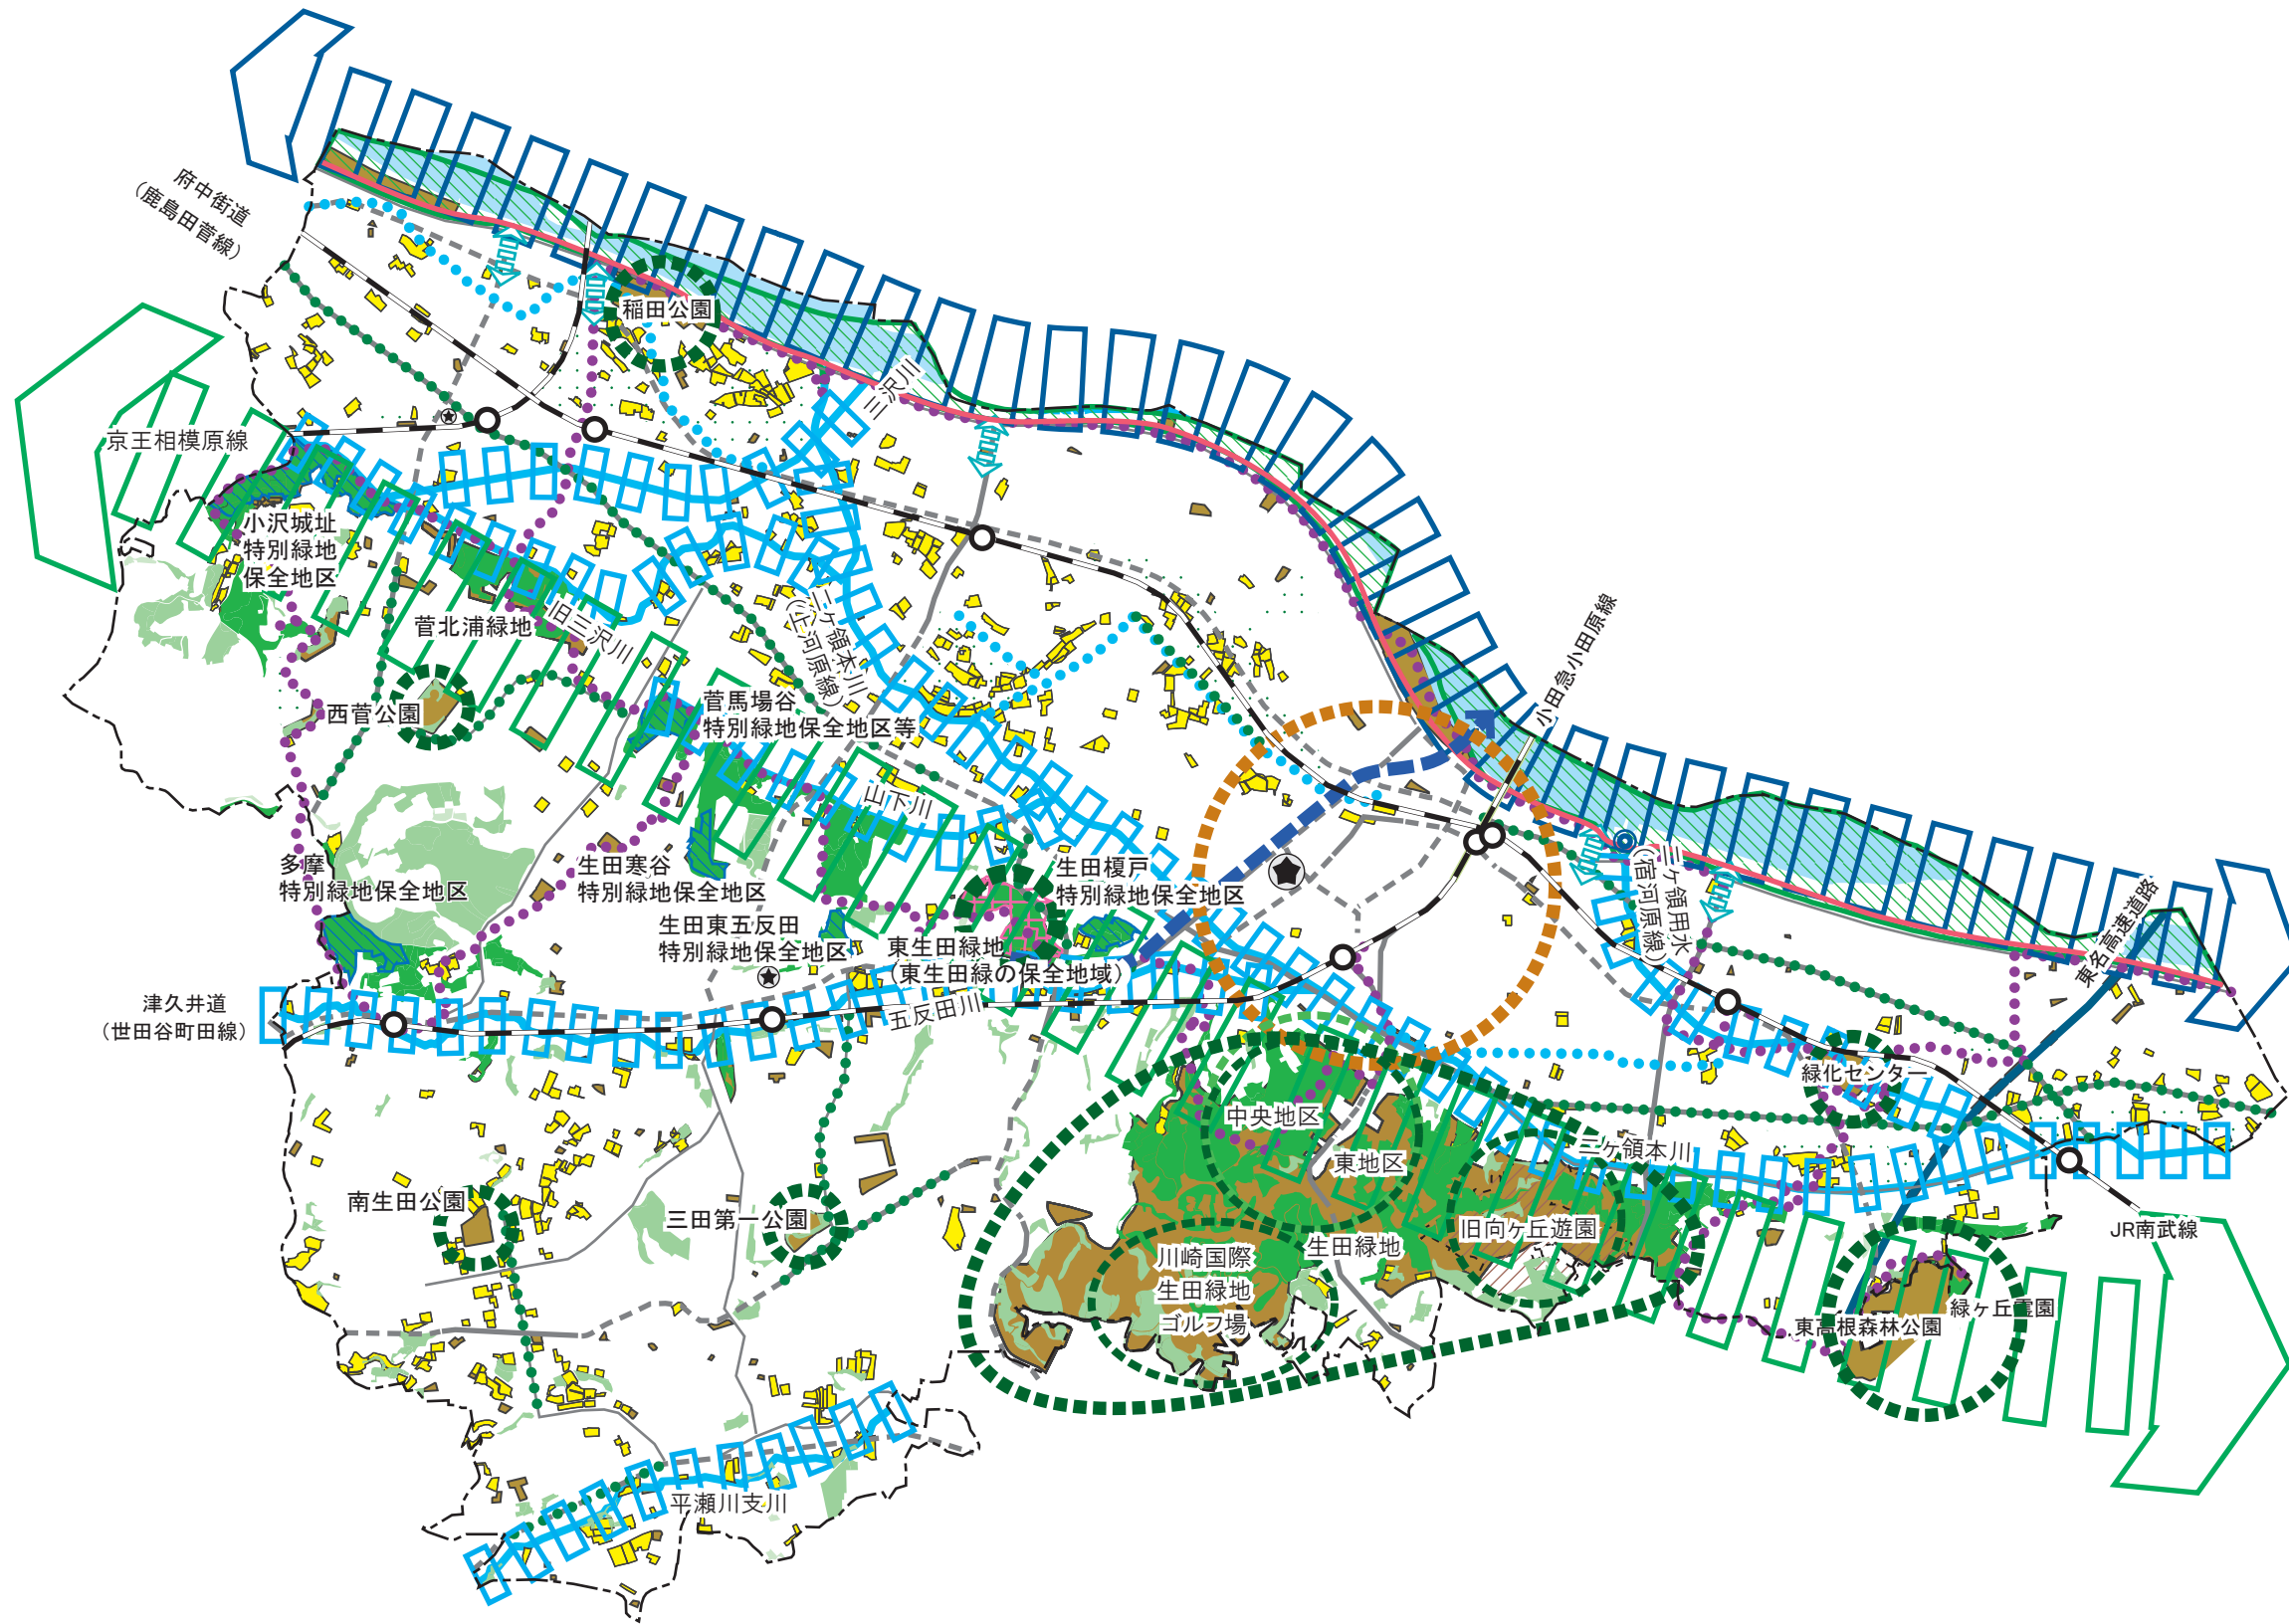 府中街道
（鹿島田菅線）
稲田公園
三沢川
京王相模原線
小沢城址
特別緑地
保全地区
菅北浦緑地
旧三沢川
二ヶ領本川
（上河原線）
小田急小田原線
西菅公園
菅馬場谷
特別緑地保全地区等
山下川
多摩
特別緑地保全地区
生田寒谷
特別緑地保全地区
生田榎戸
特別緑地保全地区
生田東五反田
特別緑地保全地区
東生田緑地
（東生田緑の保全地域）
二ヶ領用水
（宿河原線）
東名高速道路
津久井道
（世田谷町田線）
五反田川
緑化センター
中央地区
東地区
二ヶ領本川
南生田公園
三田第一公園
旧向ヶ丘遊園
生田緑地
川崎国際
生田緑地
ゴルフ場
JR南武線
緑ヶ丘霊園
東高根森林公園
平瀬川支川